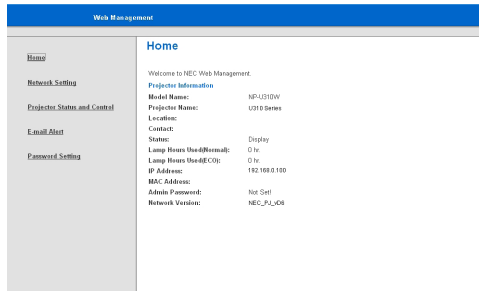 Web Management
Home
Network Setting
Projector Status and Control
E-mail Alert
Password Setting
Home
Welcome to NEC Web Management.
Projector Information
Model Name: NP-U310W
Projector Name: U310 Series
Location:
Contact:
Status: Display
Lamp Hours Used(Normal): 0 hr.
Lamp Hours Used(ECO): 0 hr.
IP Address: 192.168.0.100
MAC Address:
Admin Password: Not Set!
Network Version: NEC_PJ_vD6